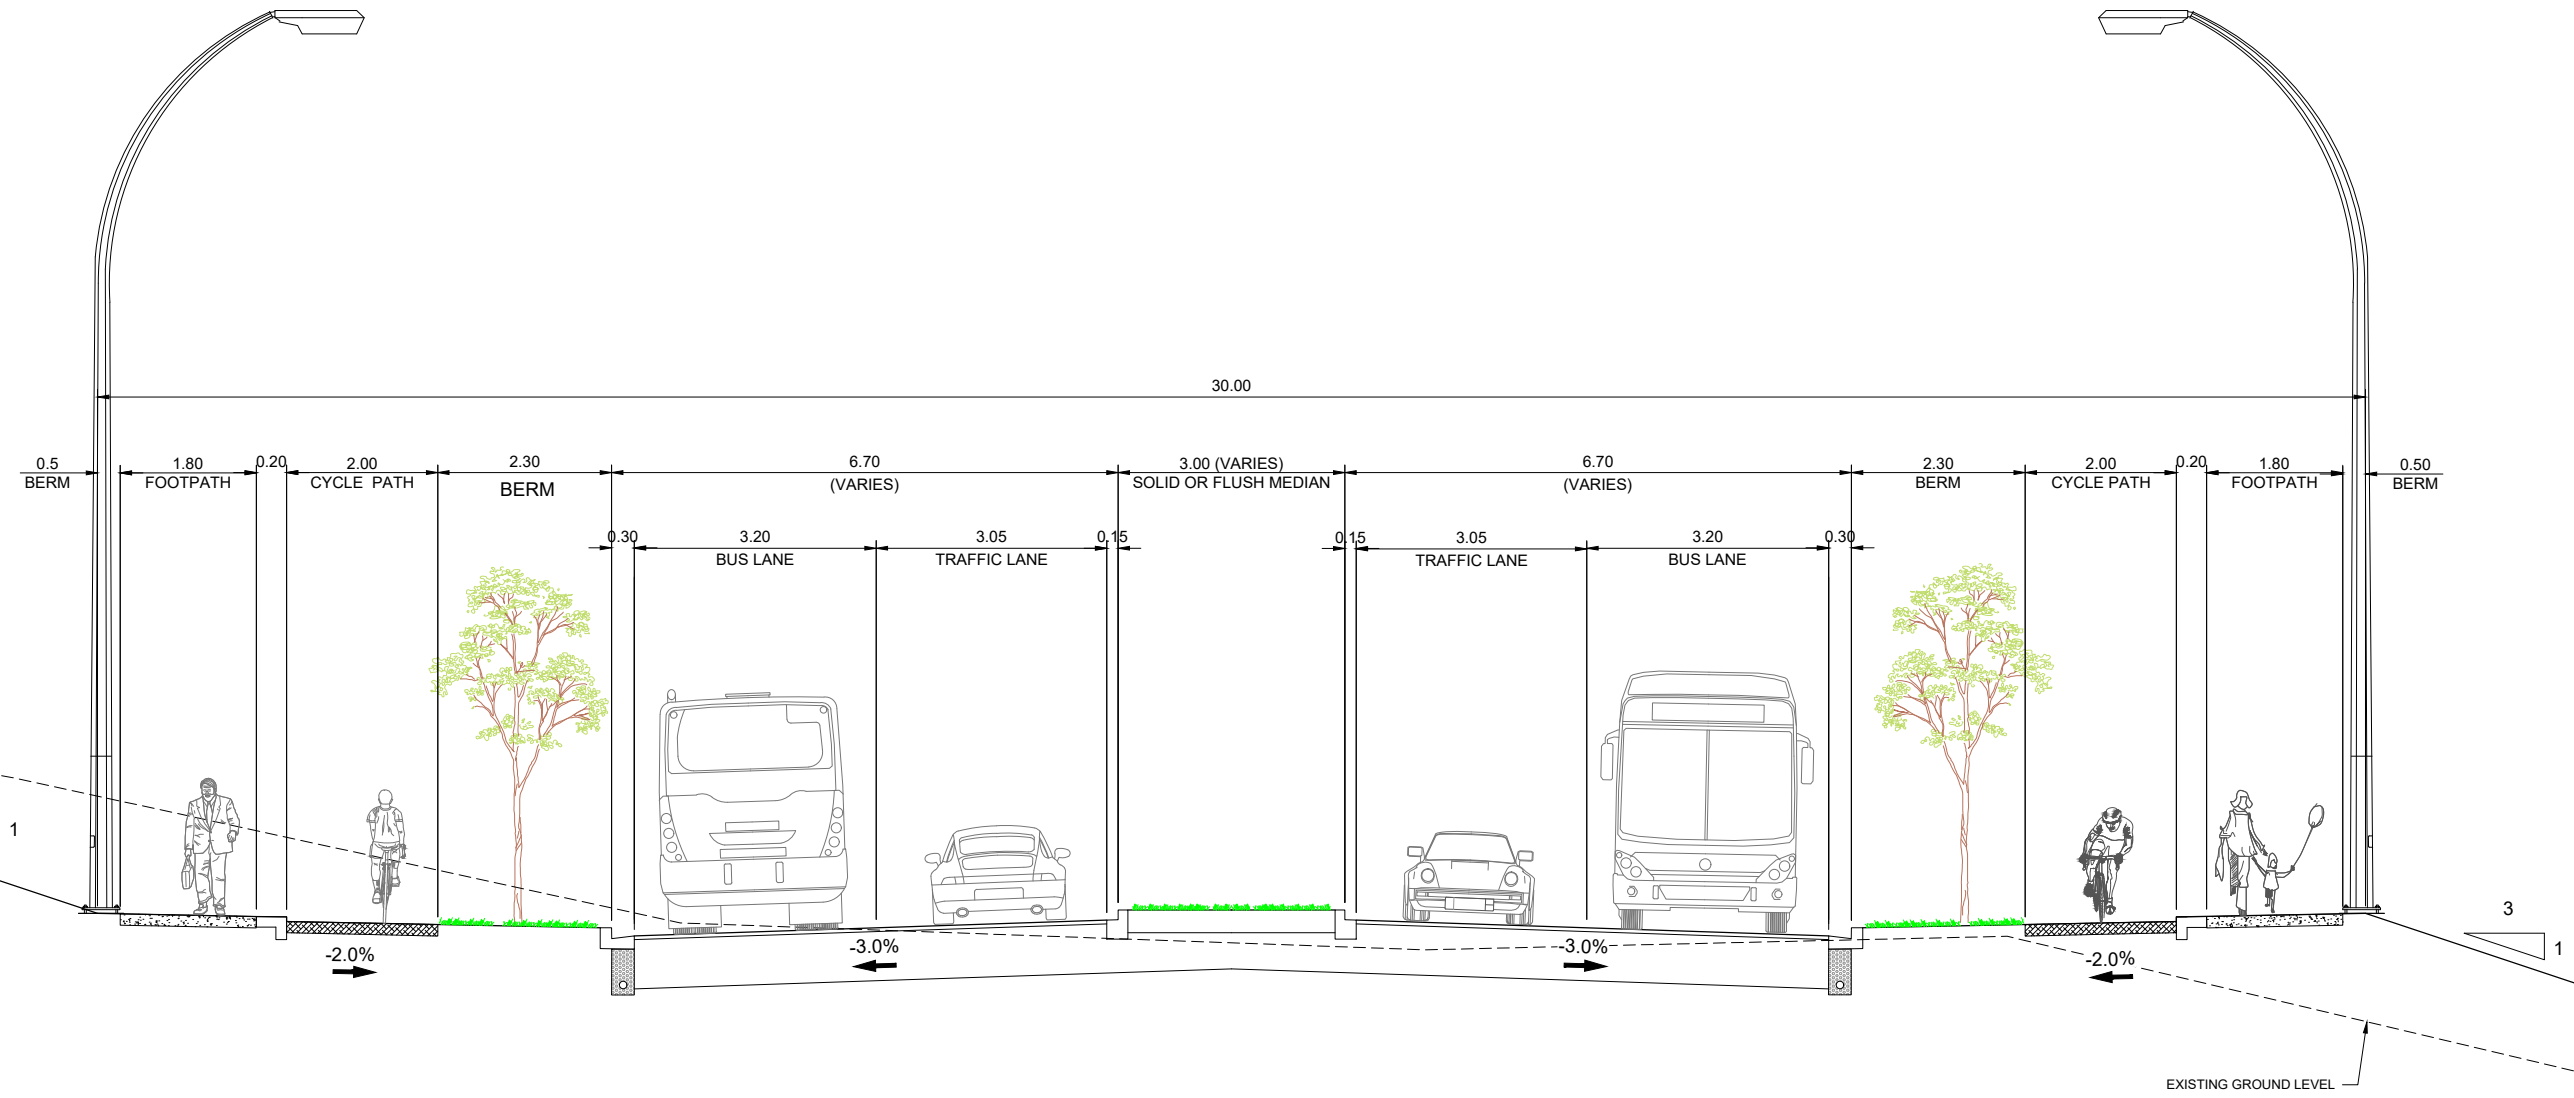 30.00
0.5
BERM
1.80
FOOTPATH
0.20
2.00
CYCLE PATH
2.30
BERM
6.70
(VARIES)
3.00 (VARIES)
SOLID OR FLUSH MEDIAN
6.70
(VARIES)
2.30
BERM
2.00
CYCLE PATH
0.20
1.80
FOOTPATH
0.50
BERM
0.30
3.20
BUS LANE
3.05
TRAFFIC LANE
0.15
0.15
3.05
TRAFFIC LANE
3.20
BUS LANE
0.30
1
-2.0%
-3.0%
-3.0%
-2.0%
3
1
EXISTING GROUND LEVEL